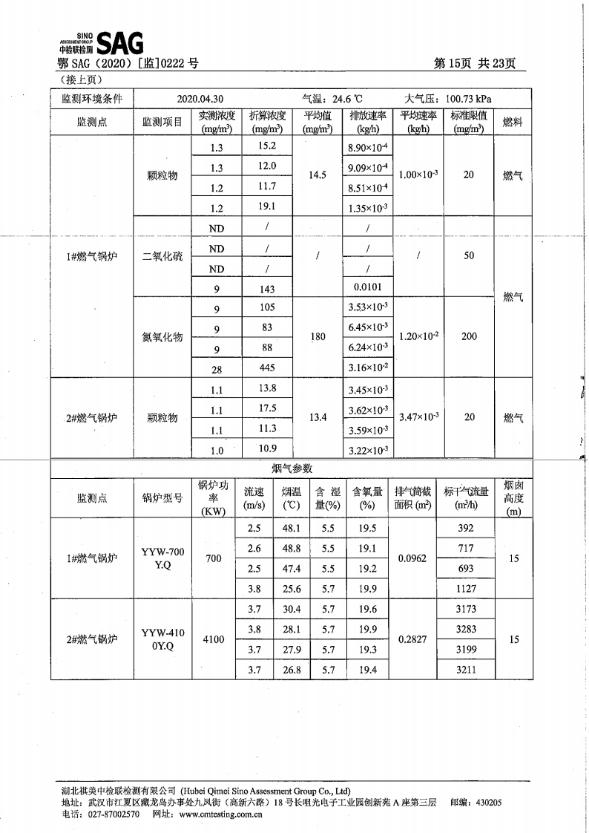 SINO
ASSESSMENT GROUP
中检联检测 SAG
鄂 SAG（2020）[监]0222 号 第 15页 共 23页
（接上页）
监测环境条件 2020.04.30 气温：24.6 ℃ 大气压：100.73 kPa
监测点 监测项目 实测浓度 (mg/m³) 折算浓度 (mg/m³) 平均值 (mg/m³) 排放速率 (kg/h) 平均速率 (kg/h) 标准限值 (mg/m³) 燃料
1#燃气锅炉 颗粒物 1.3 15.2 14.5 8.90×10-4 1.00×10-3 20 燃气
1.3 12.0 9.09×10-4
1.2 11.7 8.51×10-4
1.2 19.1 1.35×10-3
二氧化硫 ND / / / / 50 燃气
ND / /
ND / /
9 143 0.0101
氮氧化物 9 105 180 3.53×10-3 1.20×10-2 200
9 83 6.45×10-3
9 88 6.24×10-3
28 445 3.16×10-2
2#燃气锅炉 颗粒物 1.1 13.8 13.4 3.45×10-3 3.47×10-3 20 燃气
1.1 17.5 3.62×10-3
1.1 11.3 3.59×10-3
1.0 10.9 3.22×10-3
烟气参数
监测点 锅炉型号 锅炉功率 (KW) 流速 (m/s) 烟温 (℃) 含湿量(%) 含氧量 (%) 排气筒截面积 (m²) 标干气流量 (m³/h) 烟囱高度 (m)
1#燃气锅炉 YYW-700Y.Q 700 2.5 48.1 5.5 19.5 0.0962 392 15
2.6 48.8 5.5 19.1 717
2.5 47.4 5.5 19.2 693
3.8 25.6 5.7 19.9 1127
2#燃气锅炉 YYW-4100Y.Q 4100 3.7 30.4 5.7 19.6 0.2827 3173 15
3.8 28.1 5.7 19.9 3283
3.7 27.9 5.7 19.3 3199
3.7 26.8 5.7 19.4 3211
湖北祺美中检联检测有限公司 (Hubei Qimei Sino Assessment Group Co., Ltd)
地址：武汉市江夏区藏龙岛办事处九凤街（高新六路）18 号长咀光电子工业园创新苑 A 座第三层 邮编：430205
电话：027-87002570 网址：www.cmtesting.com.cn